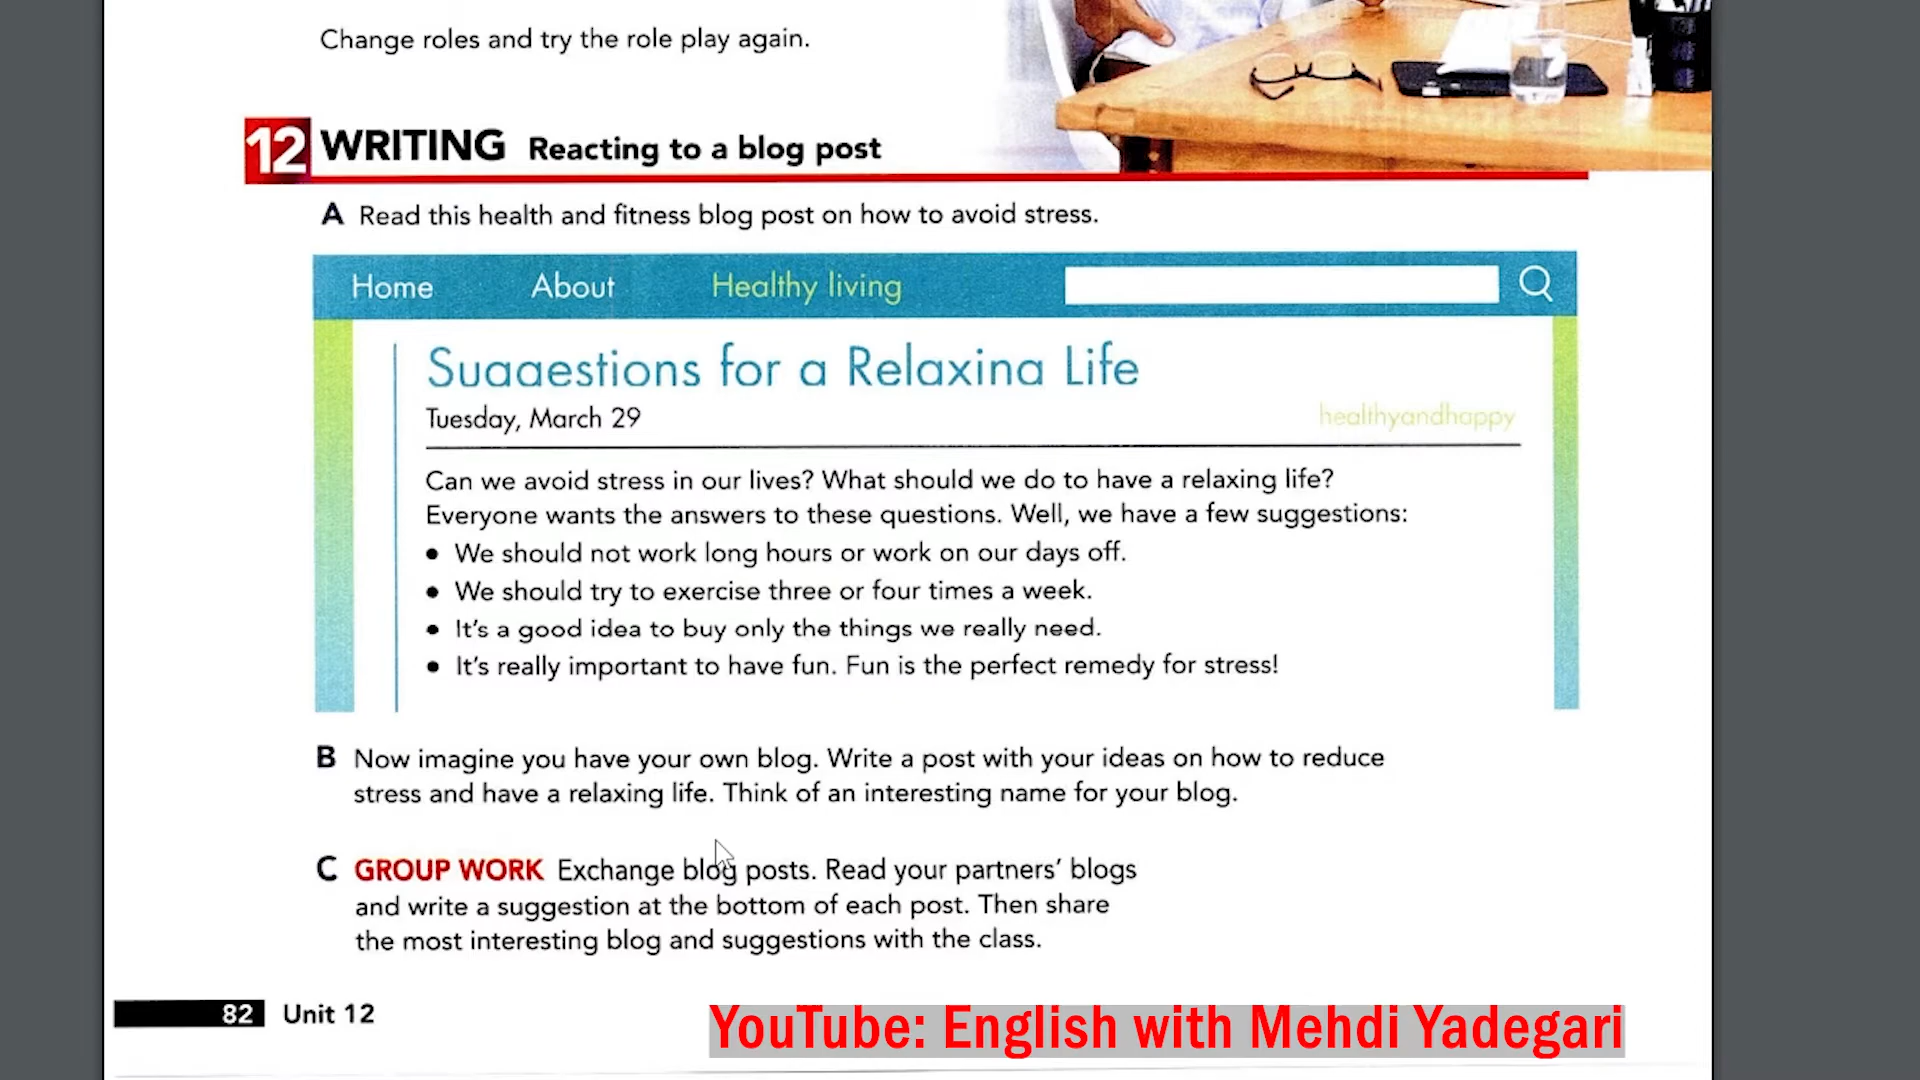 Change roles and try the role play again.
12 WRITING Reacting to a blog post
A Read this health and fitness blog post on how to avoid stress.
Home About Healthy living
Suggestions for a Relaxing Life
Tuesday, March 29 healthyandhappy
Can we avoid stress in our lives? What should we do to have a relaxing life?
Everyone wants the answers to these questions. Well, we have a few suggestions:
• We should not work long hours or work on our days off.
• We should try to exercise three or four times a week.
• It's a good idea to buy only the things we really need.
• It's really important to have fun. Fun is the perfect remedy for stress!
B Now imagine you have your own blog. Write a post with your ideas on how to reduce
stress and have a relaxing life. Think of an interesting name for your blog.
C GROUP WORK Exchange blog posts. Read your partners' blogs
and write a suggestion at the bottom of each post. Then share
the most interesting blog and suggestions with the class.
82 Unit 12
YouTube: English with Mehdi Yadegari